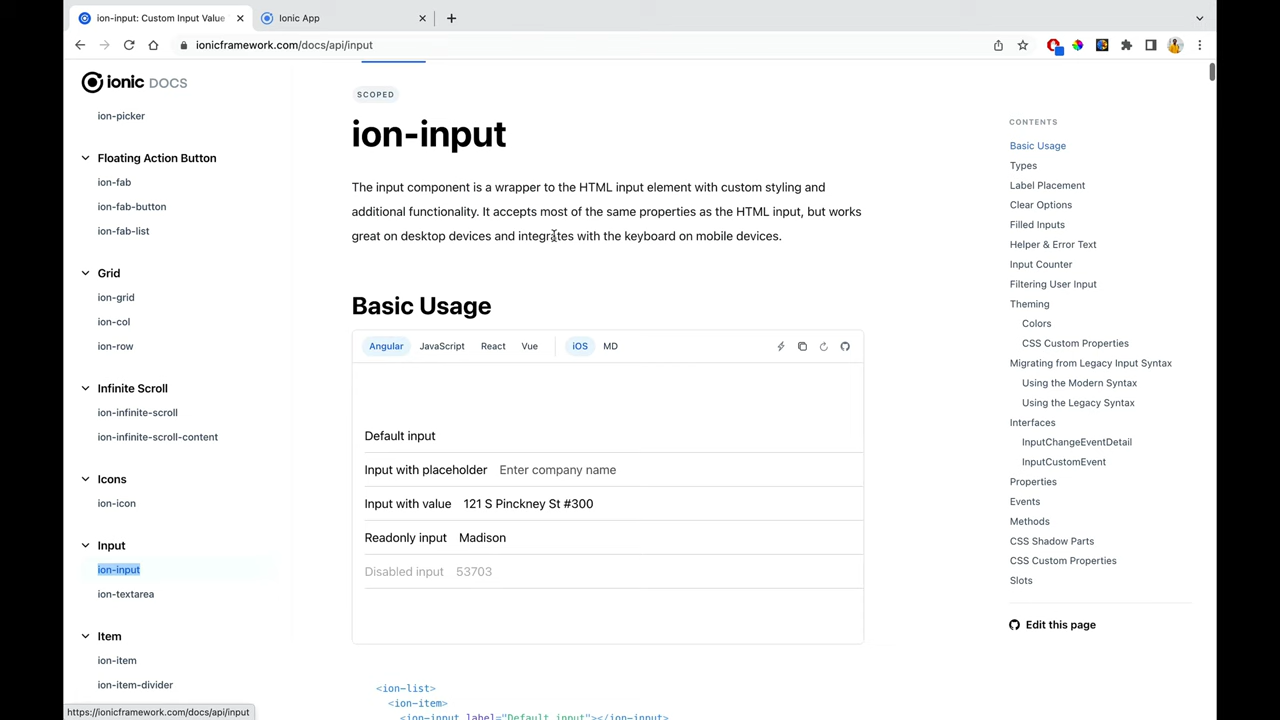 ion-input: Custom Input Value
Ionic App
ionicframework.com/docs/api/input
ionic DOCS
ion-picker
Floating Action Button
ion-fab
ion-fab-button
ion-fab-list
Grid
ion-grid
ion-col
ion-row
Infinite Scroll
ion-infinite-scroll
ion-infinite-scroll-content
Icons
ion-icon
Input
ion-input
ion-textarea
Item
ion-item
ion-item-divider
https://ionicframework.com/docs/api/input
SCOPED
ion-input
The input component is a wrapper to the HTML input element with custom styling and
additional functionality. It accepts most of the same properties as the HTML input, but works
great on desktop devices and integrates with the keyboard on mobile devices.
Basic Usage
Angular JavaScript React Vue iOS MD
Default input
Input with placeholder Enter company name
Input with value 121 S Pinckney St #300
Readonly input Madison
Disabled input 53703
<ion-list>
<ion-item>
<ion-input label="Default input"></ion-input>
CONTENTS
Basic Usage
Types
Label Placement
Clear Options
Filled Inputs
Helper & Error Text
Input Counter
Filtering User Input
Theming
Colors
CSS Custom Properties
Migrating from Legacy Input Syntax
Using the Modern Syntax
Using the Legacy Syntax
Interfaces
InputChangeEventDetail
InputCustomEvent
Properties
Events
Methods
CSS Shadow Parts
CSS Custom Properties
Slots
Edit this page